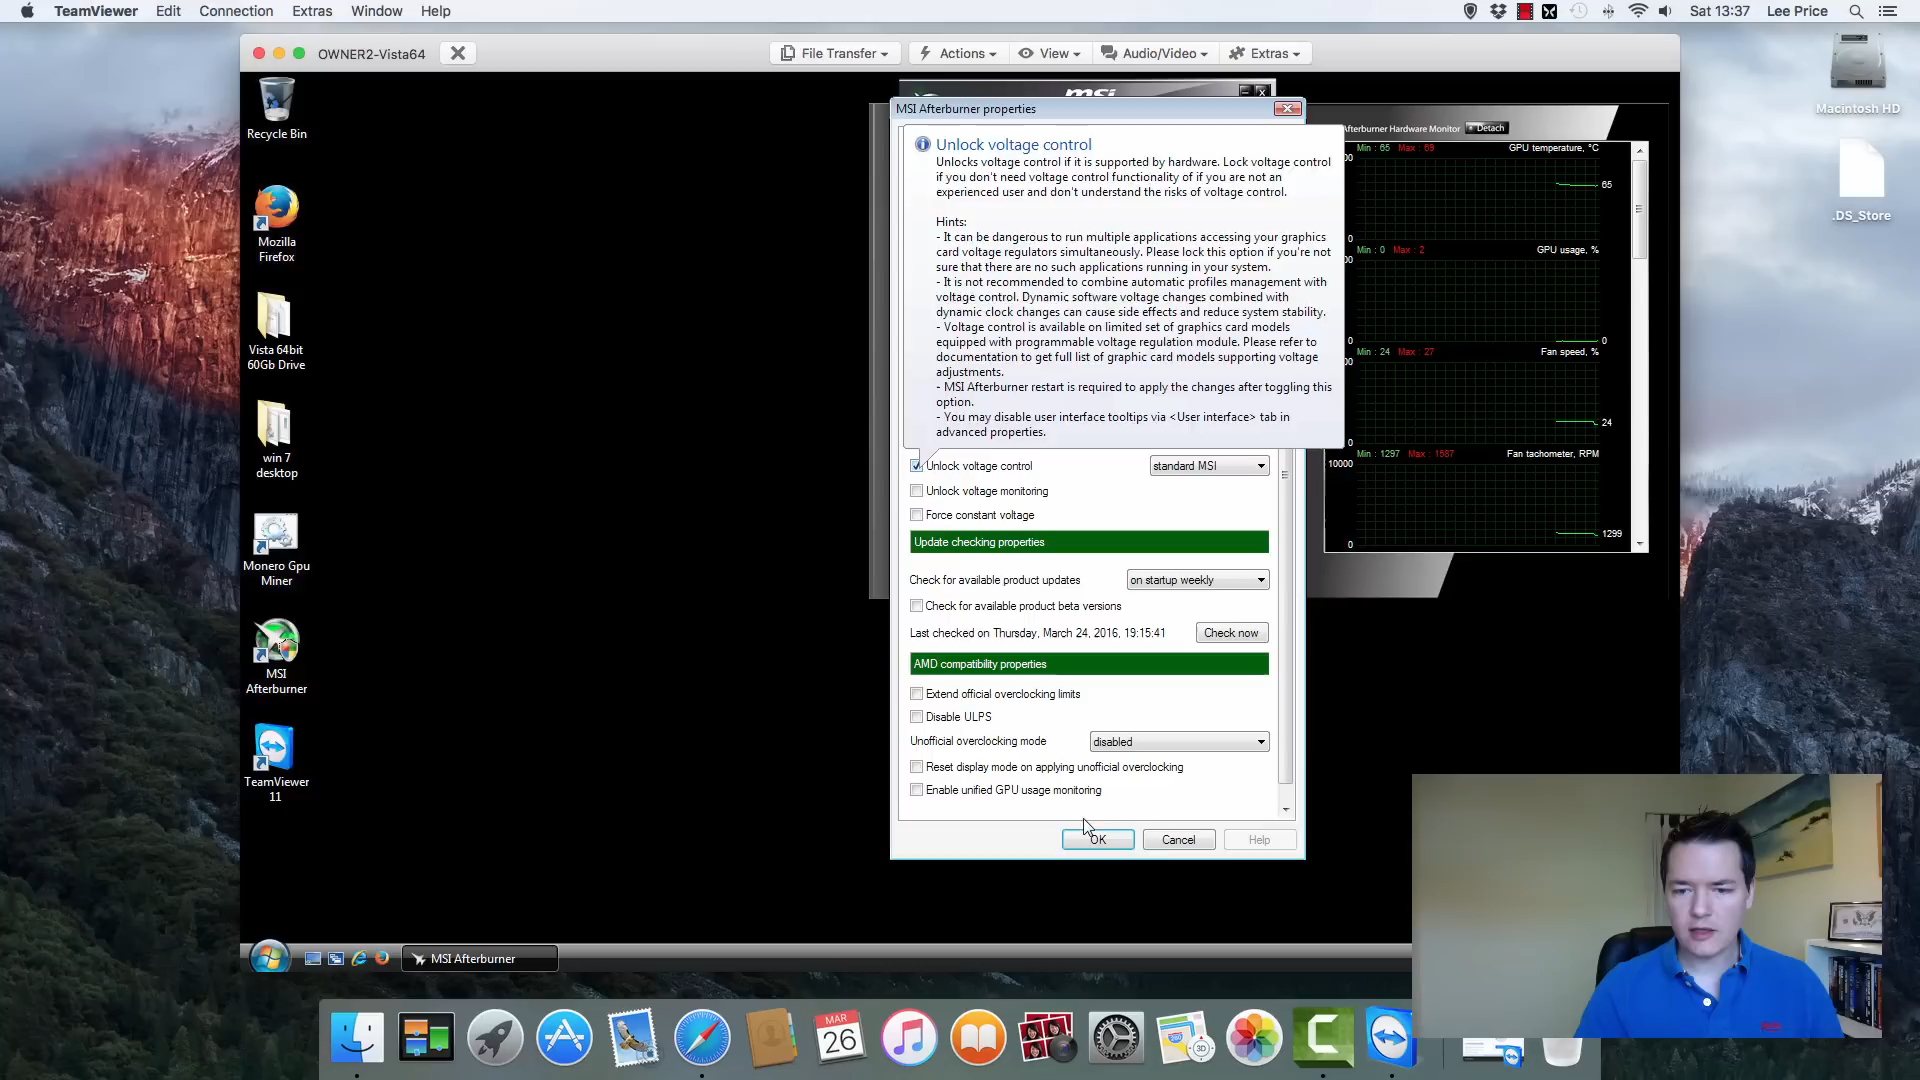 TeamViewer Edit Connection Extras Window Help Sat 13:37 Lee Price
OWNER2-Vista64 File Transfer Actions View Audio/Video Extras
Macintosh HD
.DS_Store
Recycle Bin
Mozilla
Firefox
Vista 64bit
60Gb Drive
win 7
desktop
Monero Gpu
Miner
MSI
Afterburner
TeamViewer
11
msi
MSI Afterburner properties
Unlock voltage control
Unlocks voltage control if it is supported by hardware. Lock voltage control
if you don't need voltage control functionality of if you are not an
experienced user and don't understand the risks of voltage control.
Hints:
- It can be dangerous to run multiple applications accessing your graphics
card voltage regulators simultaneously. Please lock this option if you're not
sure that there are no such applications running in your system.
- It is not recommended to combine automatic profiles management with
voltage control. Dynamic software voltage changes combined with
dynamic clock changes can cause side effects and reduce system stability.
- Voltage control is available on limited set of graphics card models
equipped with programmable voltage regulation module. Please refer to
documentation to get full list of graphic card models supporting voltage
adjustments.
- MSI Afterburner restart is required to apply the changes after toggling this
option.
- You may disable user interface tooltips via <User interface> tab in
advanced properties.
Unlock voltage control standard MSI
Unlock voltage monitoring
Force constant voltage
Update checking properties
Check for available product updates on startup weekly
Check for available product beta versions
Last checked on Thursday, March 24, 2016, 19:15:41 Check now
AMD compatibility properties
Extend official overclocking limits
Disable ULPS
Unofficial overclocking mode disabled
Reset display mode on applying unofficial overclocking
Enable unified GPU usage monitoring
OK Cancel Help
Afterburner Hardware Monitor Detach
Min : 65 Max : 69 GPU temperature, °C
65
0
Min : 0 Max : 2 GPU usage, %
0
0
Min : 24 Max : 27 Fan speed, %
24
0
10000 Min : 1297 Max : 1587 Fan tachometer, RPM
1299
0
MSI Afterburner
MAR
26
3D